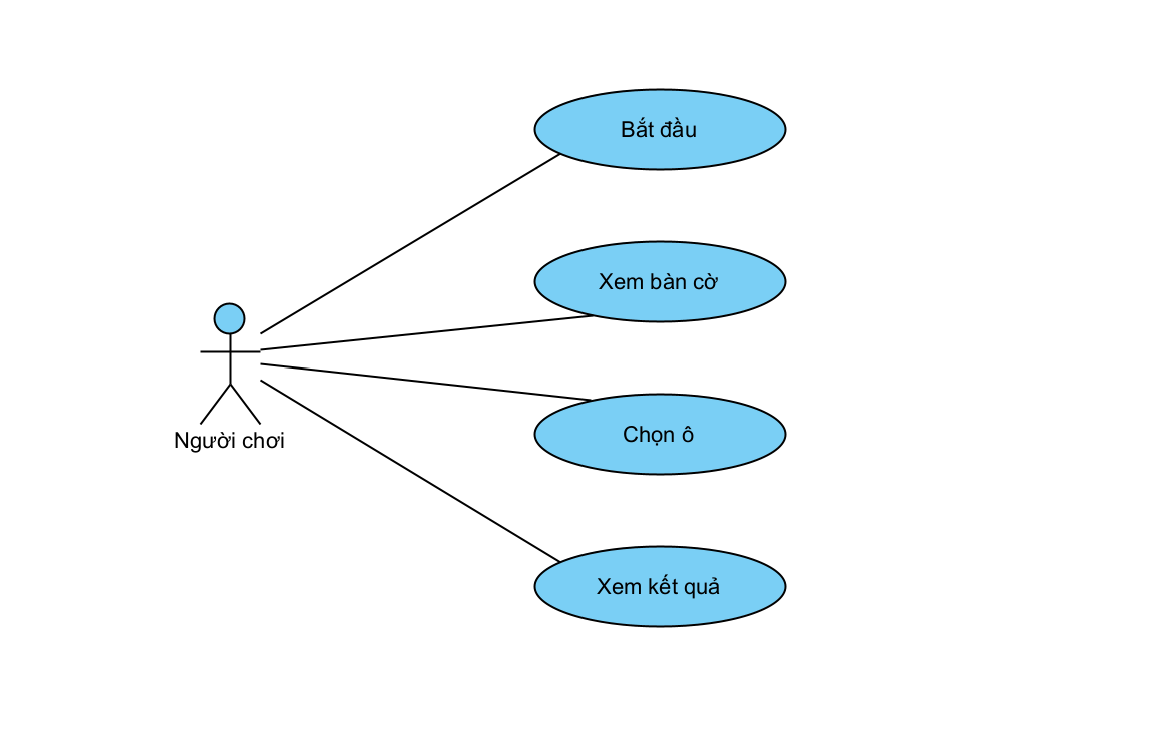 Bắt đầu
Xem bàn cờ
Người chơi
Chọn ô
Xem kết quả